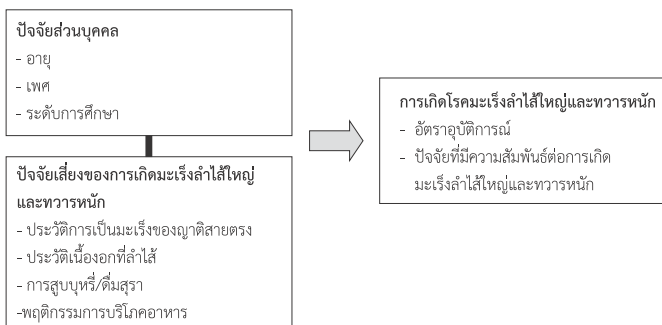 ปัจจัยส่วนบุคคล
- อายุ
- เพศ
- ระดับการศึกษา
ปัจจัยเสี่ยงของการเกิดมะเร็งลำไส้ใหญ่
และทวารหนัก
- ประวัติการเป็นมะเร็งของญาติสายตรง
- ประวัติเนื้องอกที่ลำไส้
- การสูบบุหรี่/ดื่มสุรา
-พฤติกรรมการบริโภคอาหาร
การเกิดโรคมะเร็งลำไส้ใหญ่และทวารหนัก
- อัตราอุบัติการณ์
- ปัจจัยที่มีความสัมพันธ์ต่อการเกิด
มะเร็งลำไส้ใหญ่และทวารหนัก